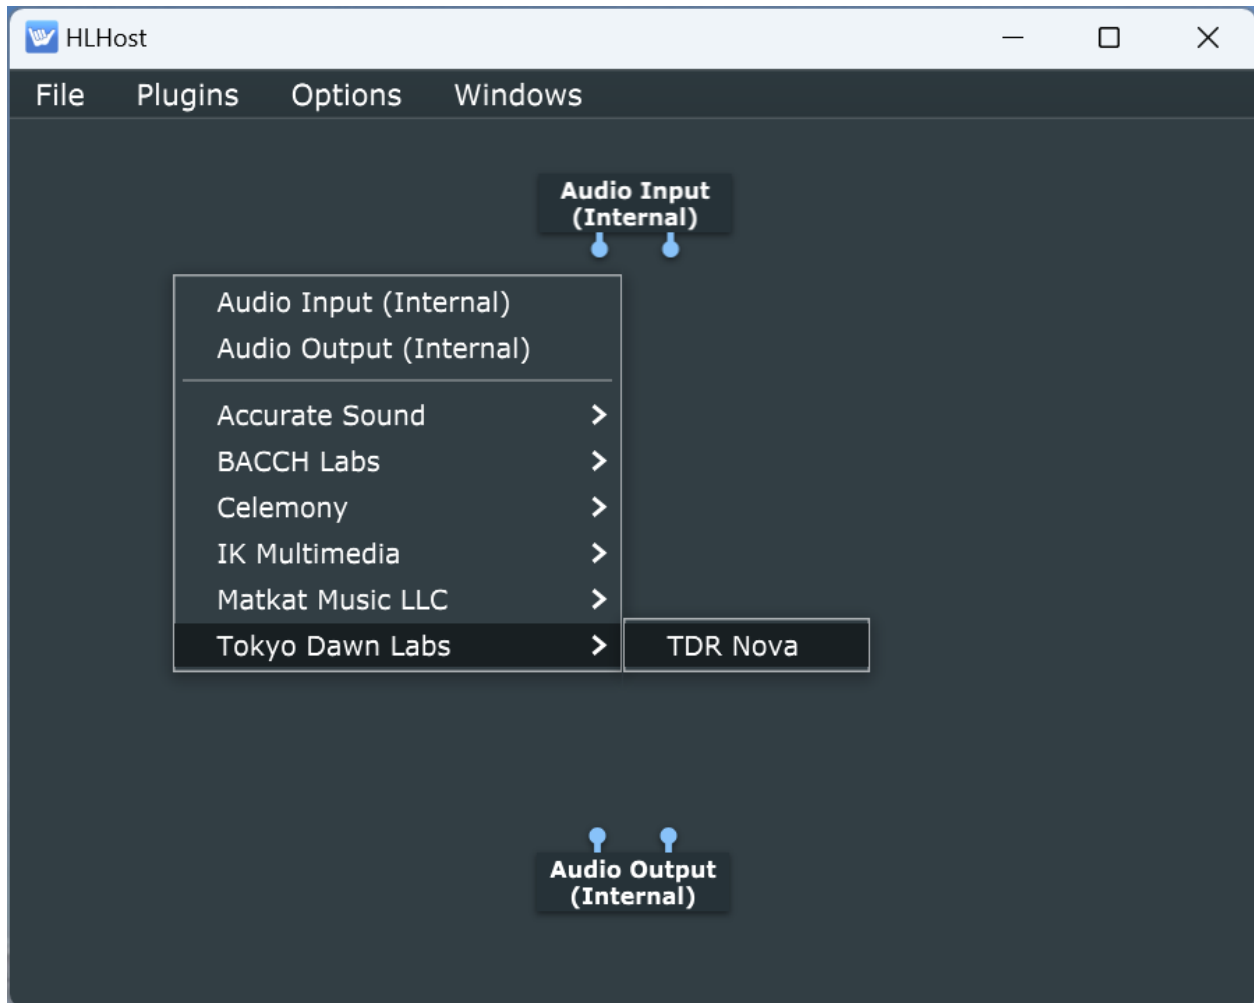 HLHost
File Plugins Options Windows
Audio Input
(Internal)
Audio Input (Internal)
Audio Output (Internal)
Accurate Sound
BACCH Labs
Celemony
IK Multimedia
Matkat Music LLC
Tokyo Dawn Labs
TDR Nova
Audio Output
(Internal)